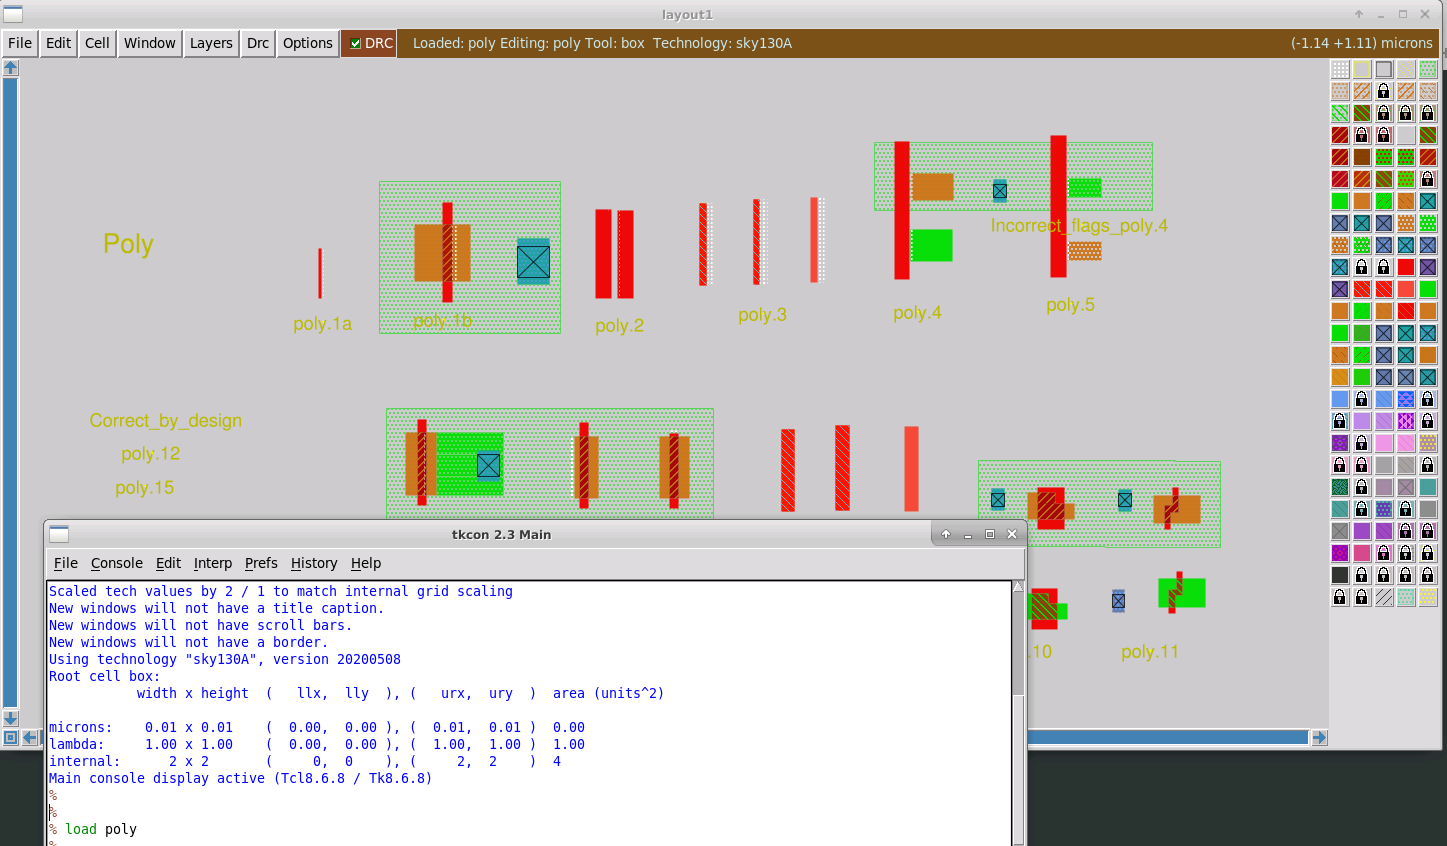 layout1
File Edit Cell Window Layers Drc Options DRC Loaded: poly Editing: poly Tool: box Technology: sky130A (-1.14 +1.11) microns
Poly
poly.1a
poly.1b
poly.2
poly.3
poly.4
Incorrect_flags_poly.4
poly.5
Correct_by_design
poly.12
poly.15
.10
poly.11
tkcon 2.3 Main
File Console Edit Interp Prefs History Help
Scaled tech values by 2 / 1 to match internal grid scaling
New windows will not have a title caption.
New windows will not have scroll bars.
New windows will not have a border.
Using technology "sky130A", version 20200508
Root cell box:
width x height ( llx, lly ), ( urx, ury ) area (units^2)
microns: 0.01 x 0.01 ( 0.00, 0.00 ), ( 0.01, 0.01 ) 0.00
lambda: 1.00 x 1.00 ( 0.00, 0.00 ), ( 1.00, 1.00 ) 1.00
internal: 2 x 2 ( 0, 0 ), ( 2, 2 ) 4
Main console display active (Tcl8.6.8 / Tk8.6.8)
%
%
% load poly
%